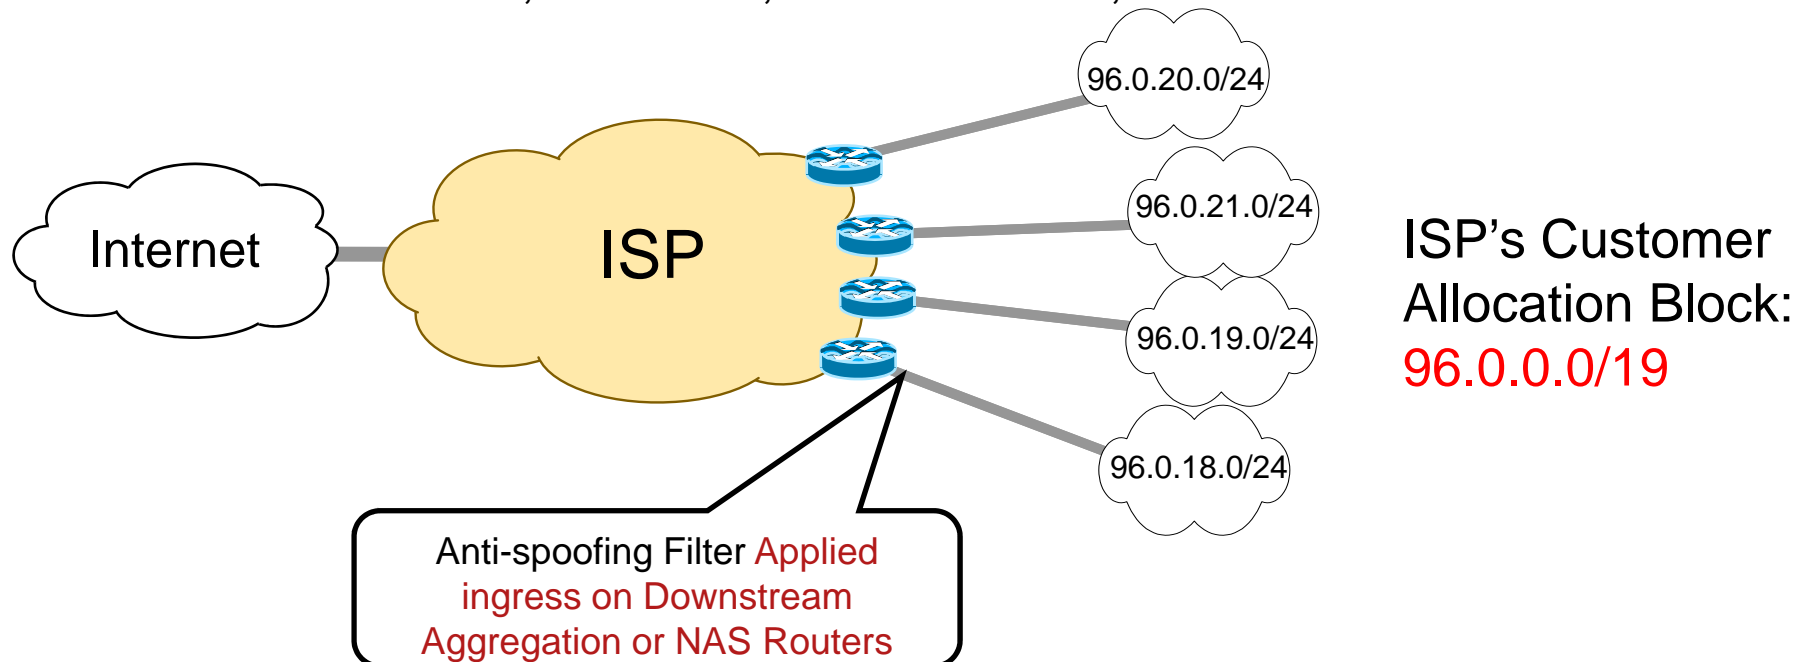 96.0.20.0/24
96.0.21.0/24
Internet
ISP
ISP’s Customer
Allocation Block:
96.0.0.0/19
96.0.19.0/24
96.0.18.0/24
Anti-spoofing Filter Applied
ingress on Downstream
Aggregation or NAS Routers